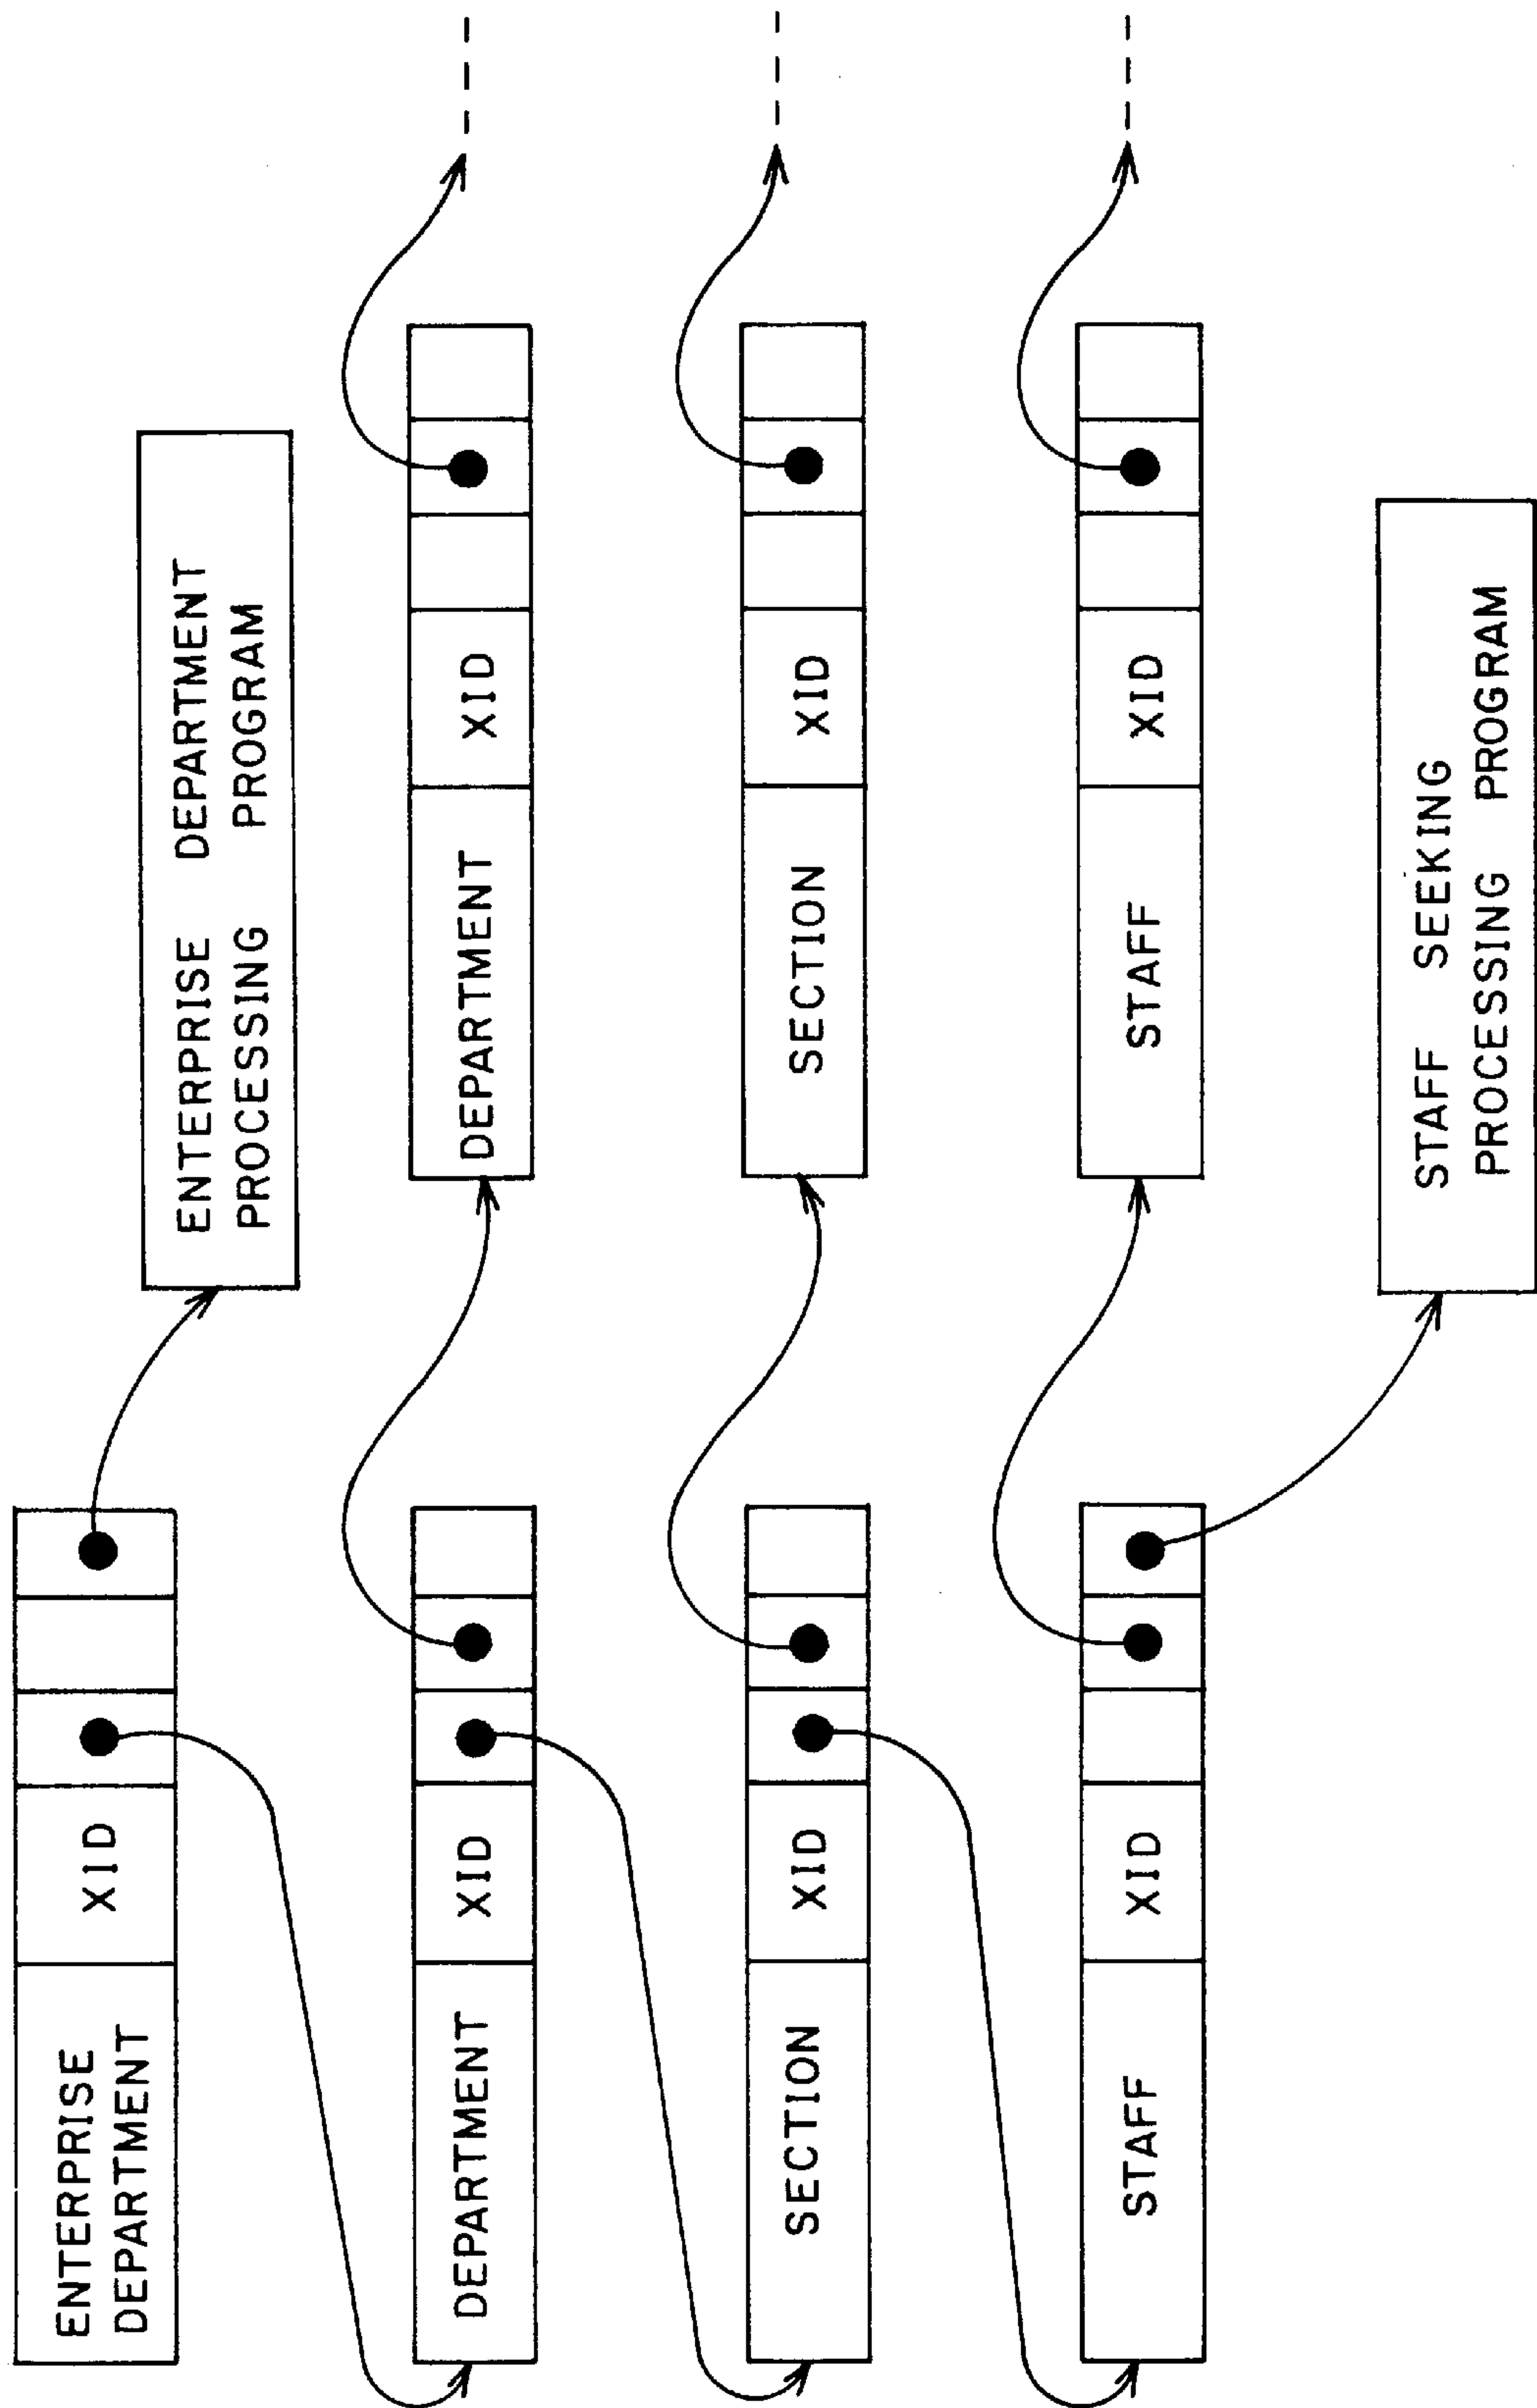 ENTERPRISE
DEPARTMENT
XID
ENTERPRISE DEPARTMENT
PROCESSING PROGRAM
DEPARTMENT
XID
DEPARTMENT
XID
SECTION
XID
SECTION
XID
STAFF
XID
STAFF
XID
STAFF SEEKING
PROCESSING PROGRAM